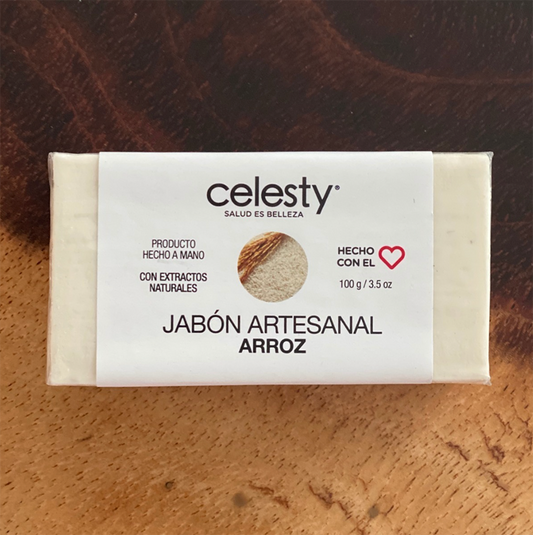 celesty®
SALUD ES BELLEZA
PRODUCTO
HECHO A MANO
CON EXTRACTOS
NATURALES
HECHO
CON EL
100 g / 3.5 oz
JABÓN ARTESANAL
ARROZ